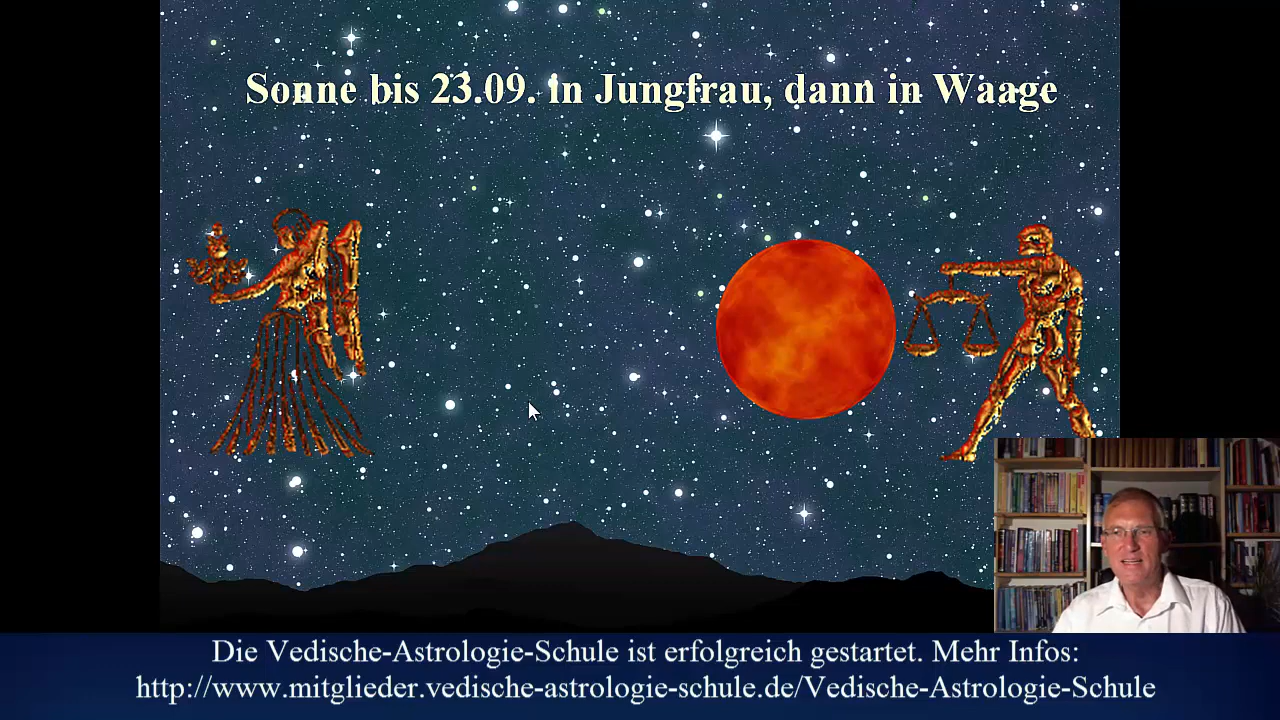 Sonne bis 23.09. in Jungfrau, dann in Waage
Die Vedische-Astrologie-Schule ist erfolgreich gestartet. Mehr Infos:
http://www.mitglieder.vedische-astrologie-schule.de/Vedische-Astrologie-Schule